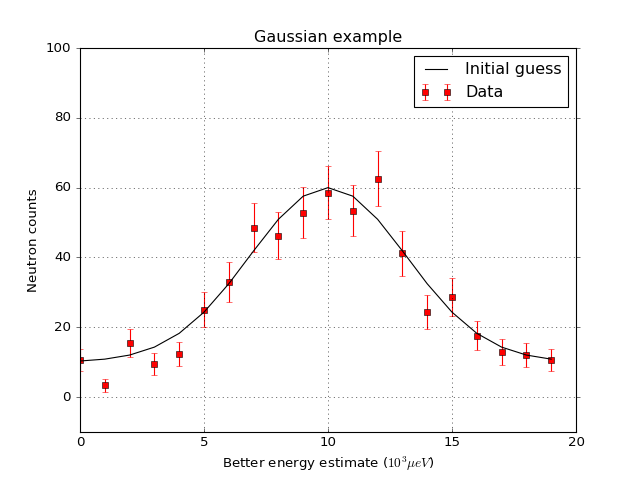 Gaussian example
100
80
60
40
20
0
Neutron counts
Initial guess
Data
0 5 10 15 20
Better energy estimate (10³μeV)